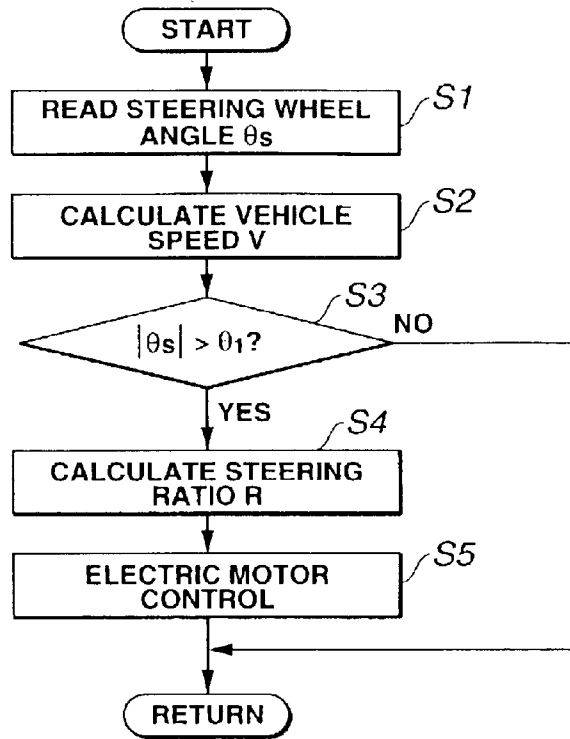 START
READ STEERING WHEEL
ANGLE θs
S1
CALCULATE VEHICLE
SPEED V
S2
|θs| > θ1?
S3
NO
YES
CALCULATE STEERING
RATIO R
S4
ELECTRIC MOTOR
CONTROL
S5
RETURN